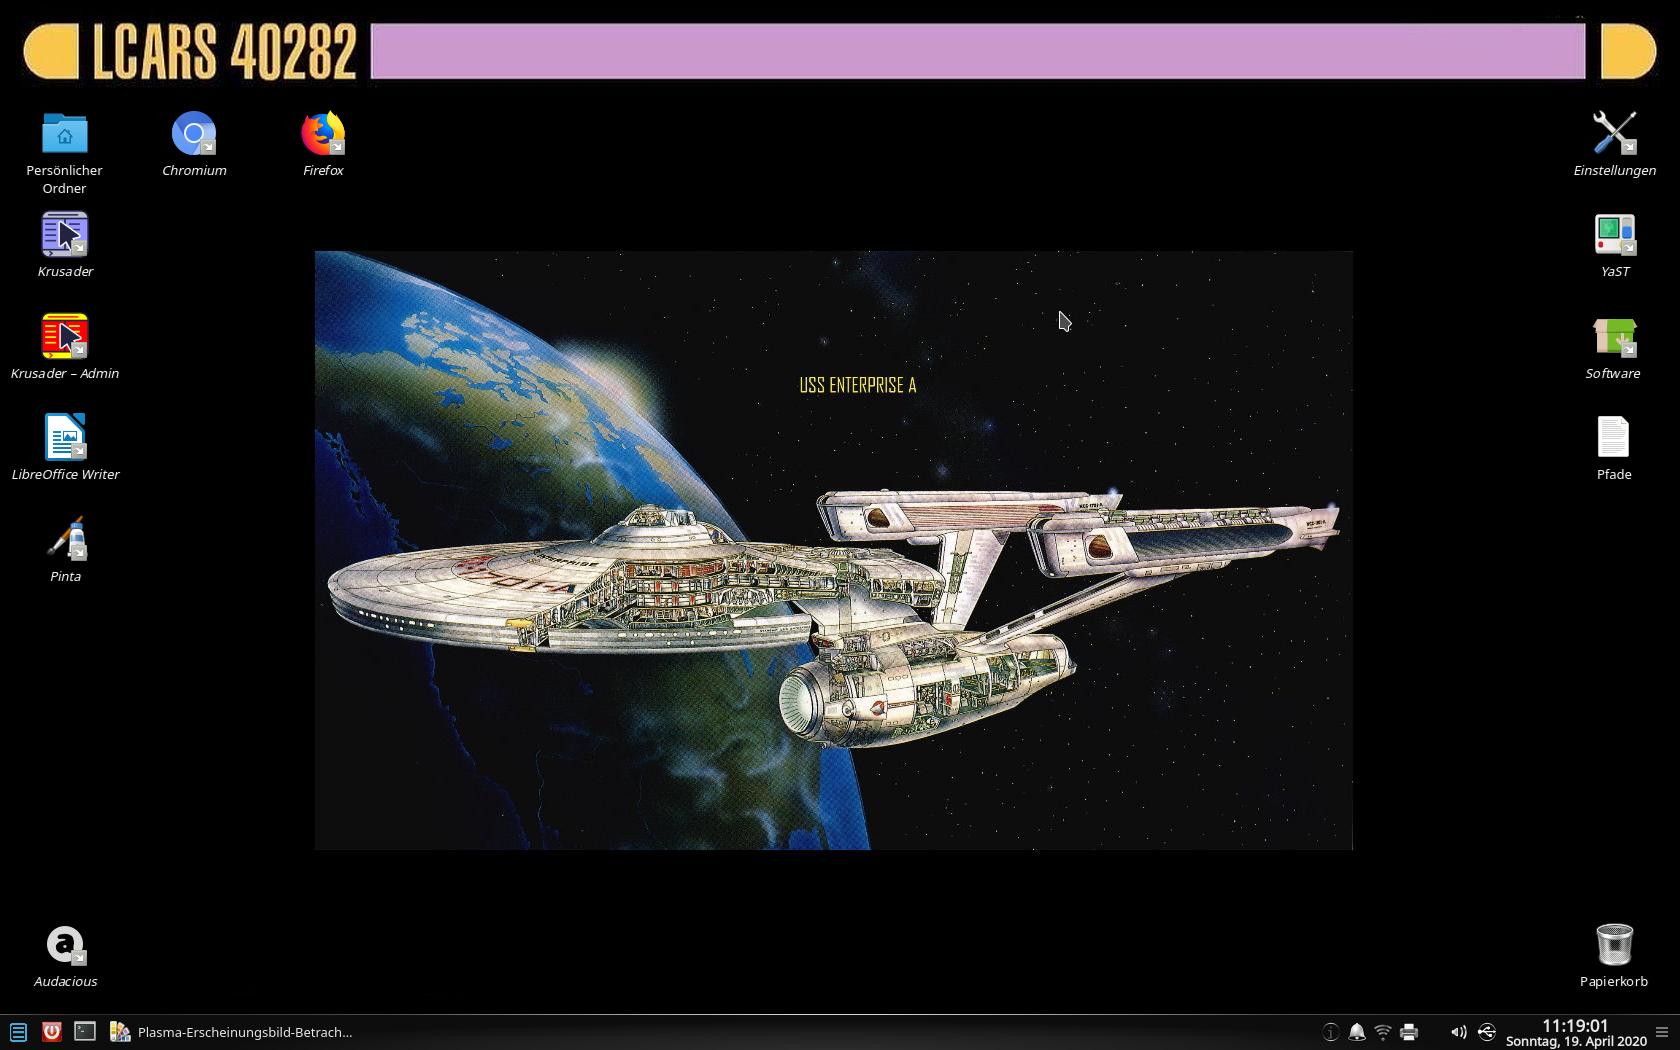 LCARS 40282
Persönlicher
Ordner
Chromium
Firefox
Einstellungen
Krusader
YaST
Krusader – Admin
Software
LibreOffice Writer
Pfade
Pinta
USS ENTERPRISE A
Audacious
Papierkorb
Plasma-Erscheinungsbild-Betrach...
11:19:01
Sonntag, 19. April 2020